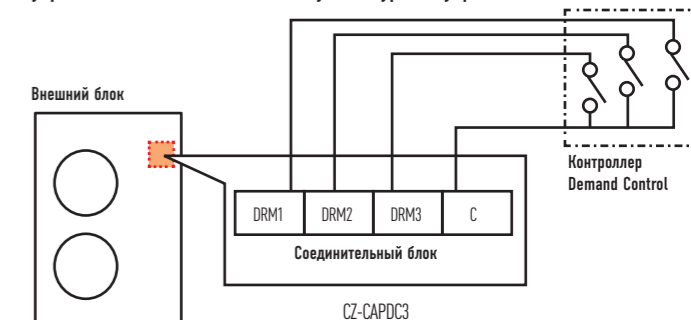 Внешний блок
Контроллер
Demand Control
DRM1 DRM2 DRM3 C
Соединительный блок
CZ-CAPDC3